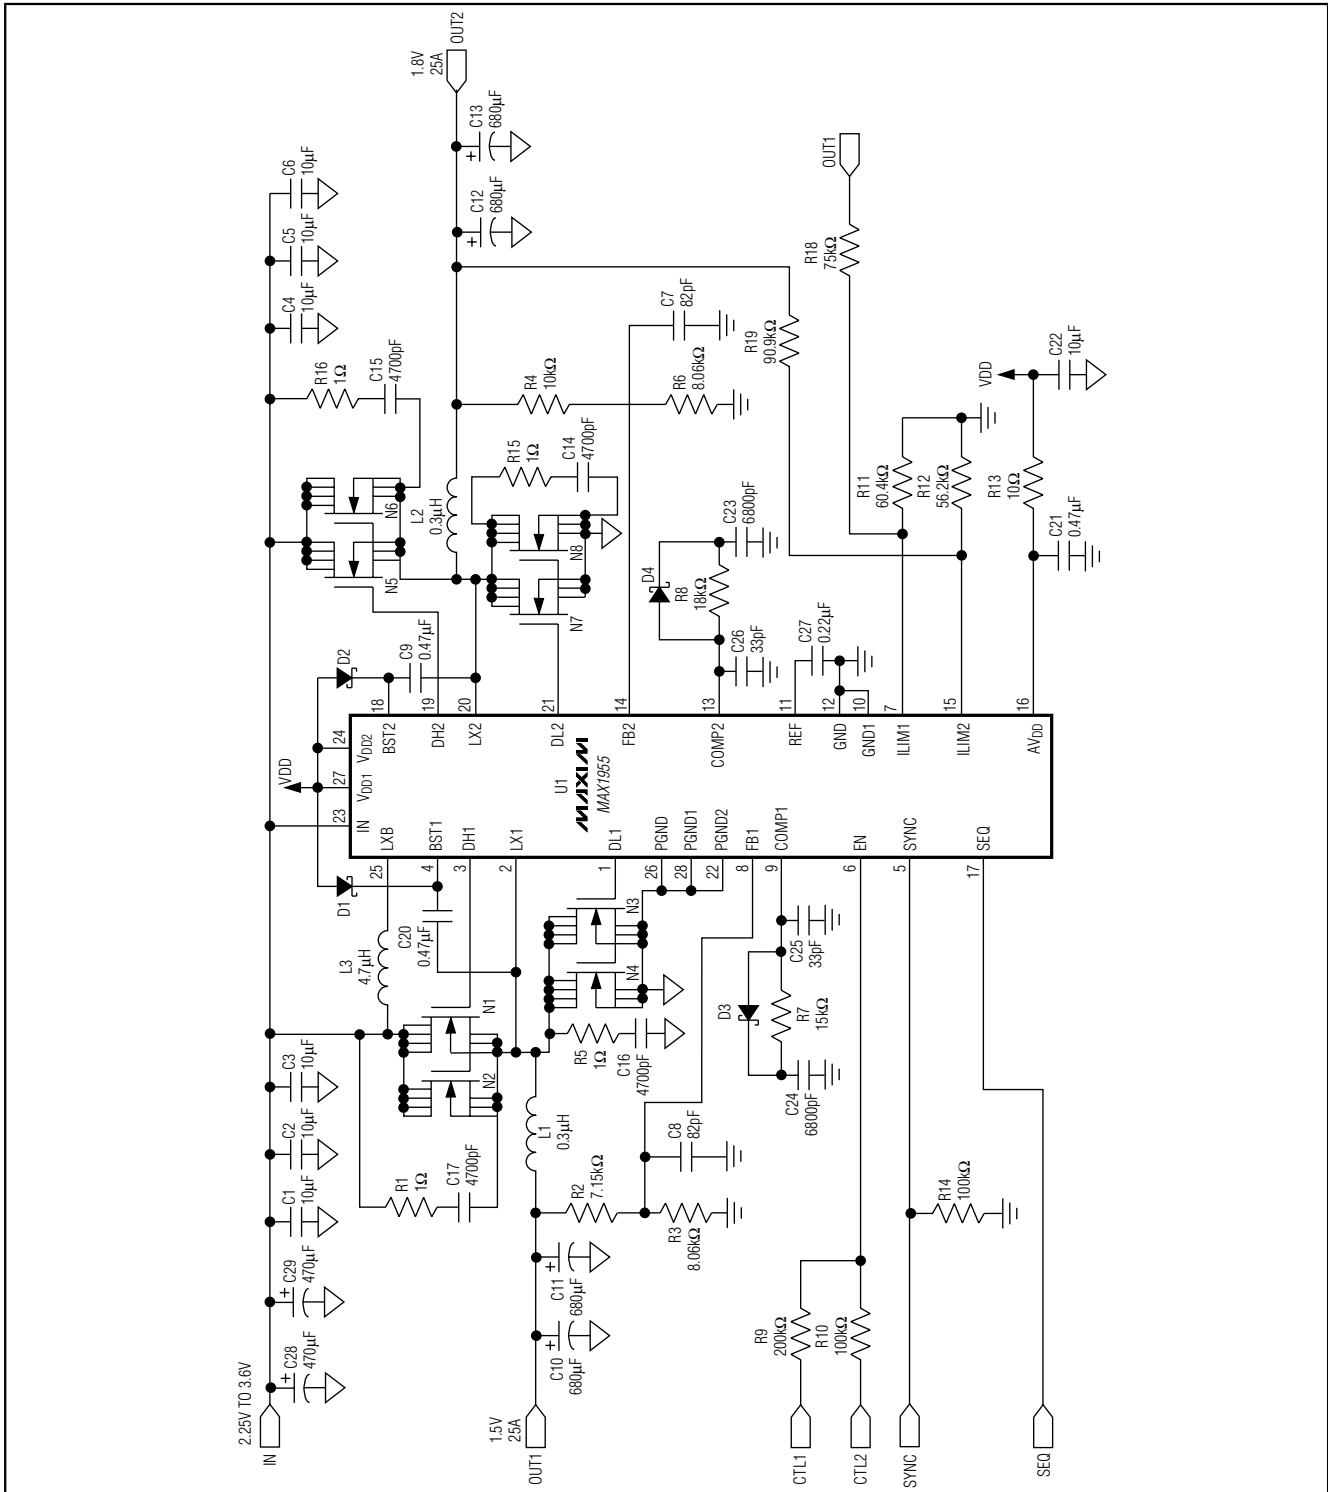 2.25V TO 3.6V
IN
C28
470µF
C29
470µF
C1
10µF
C2
10µF
C3
10µF
C4
10µF
C5
10µF
C6
10µF
R1
1Ω
C17
4700pF
N2
N1
L3
4.7µH
D1
C20
0.47µF
VDD
D2
C9
0.47µF
N5
N6
R16
1Ω
C15
4700pF
1.5V
25A
OUT1
C10
680µF
C11
680µF
L1
0.3µH
R2
7.15kΩ
R3
8.06kΩ
C8
82pF
R5
1Ω
C16
4700pF
N4
N3
L2
0.3µH
N7
N8
R15
1Ω
C14
4700pF
1.8V
25A
OUT2
C12
680µF
C13
680µF
R4
10kΩ
R6
8.06kΩ
C7
82pF
U1
MAXIM
MAX1955
23
IN
27
VDD1
24
VDD2
25
LXB
4
BST1
3
DH1
2
LX1
1
DL1
26
PGND
28
PGND1
22
PGND2
8
FB1
9
COMP1
6
EN
5
SYNC
17
SEQ
18
BST2
19
DH2
20
LX2
21
DL2
14
FB2
13
COMP2
11
REF
12
GND
10
GND1
7
ILIM1
15
ILIM2
16
AVDD
D3
R7
15kΩ
C24
6800pF
C25
33pF
D4
R8
18kΩ
C23
6800pF
C26
33pF
C27
0.22µF
R11
60.4kΩ
R12
56.2kΩ
R19
90.9kΩ
R18
75kΩ
OUT1
R13
10Ω
C21
0.47µF
VDD
C22
10µF
CTL1
R9
200kΩ
CTL2
R10
100kΩ
SYNC
R14
100kΩ
SEQ